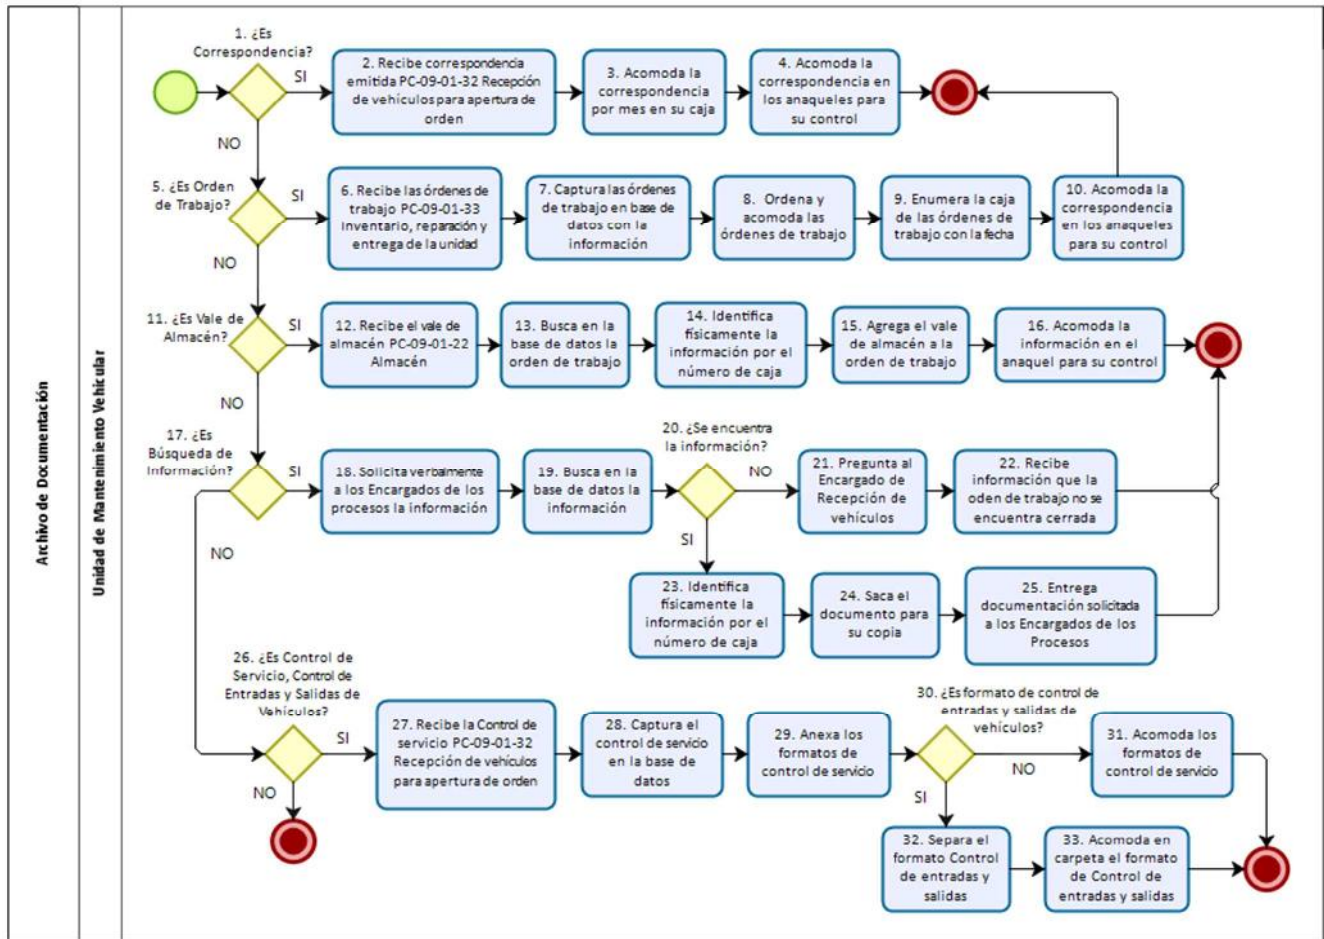 Archivo de Documentación
Unidad de Mantenimiento Vehicular
1. ¿Es
Correspondencia?
SI
NO
2. Recibe correspondencia
emitida PC-09-01-32 Recepción
de vehículos para apertura de
orden
3. Acomoda la
correspondencia
por mes en su caja
4. Acomoda la
correspondencia en
los anaqueles para
su control
5. ¿Es Orden
de Trabajo?
SI
NO
6. Recibe las órdenes de
trabajo PC-09-01-33
Inventario, reparación y
entrega de la unidad
7. Captura las órdenes
de trabajo en base de
datos con la
información
8. Ordena y
acomoda las
órdenes de trabajo
9. Enumera la caja
de las órdenes de
trabajo con la fecha
10. Acomoda la
correspondencia
en los anaqueles
para su control
11. ¿Es Vale de
Almacén?
SI
NO
12. Recibe el vale de
almacén PC-09-01-22
Almacén
13. Busca en la
base de datos la
orden de trabajo
14. Identifica
físicamente la
información por el
número de caja
15. Agrega el vale
de almacén a la
orden de trabajo
16. Acomoda la
información en el
anaquel para su control
17. ¿Es
Búsqueda de
Información?
SI
NO
18. Solicita verbalmente
a los Encargados de los
procesos la información
19. Busca en la
base de datos la
información
20. ¿Se encuentra
la información?
NO
SI
21. Pregunta al
Encargado de
Recepción de
vehículos
22. Recibe
información que la
oden de trabajo no se
encuentra cerrada
23. Identifica
físicamente la
información por el
número de caja
24. Saca el
documento para
su copia
25. Entrega
documentación solicitada
a los Encargados de los
Procesos
26. ¿Es Control de
Servicio, Control de
Entradas y Salidas de
Vehículos?
SI
NO
27. Recibe la Control de
servicio PC-09-01-32
Recepción de vehículos
para apertura de orden
28. Captura el
control de servicio
en la base de
datos
29. Anexa los
formatos de
control de servicio
30. ¿Es formato de control de
entradas y salidas de
vehículos?
NO
SI
31. Acomoda los
formatos de
control de servicio
32. Separa el
formato Control
de entradas y
salidas
33. Acomoda en
carpeta el formato
de Control de
entradas y salidas